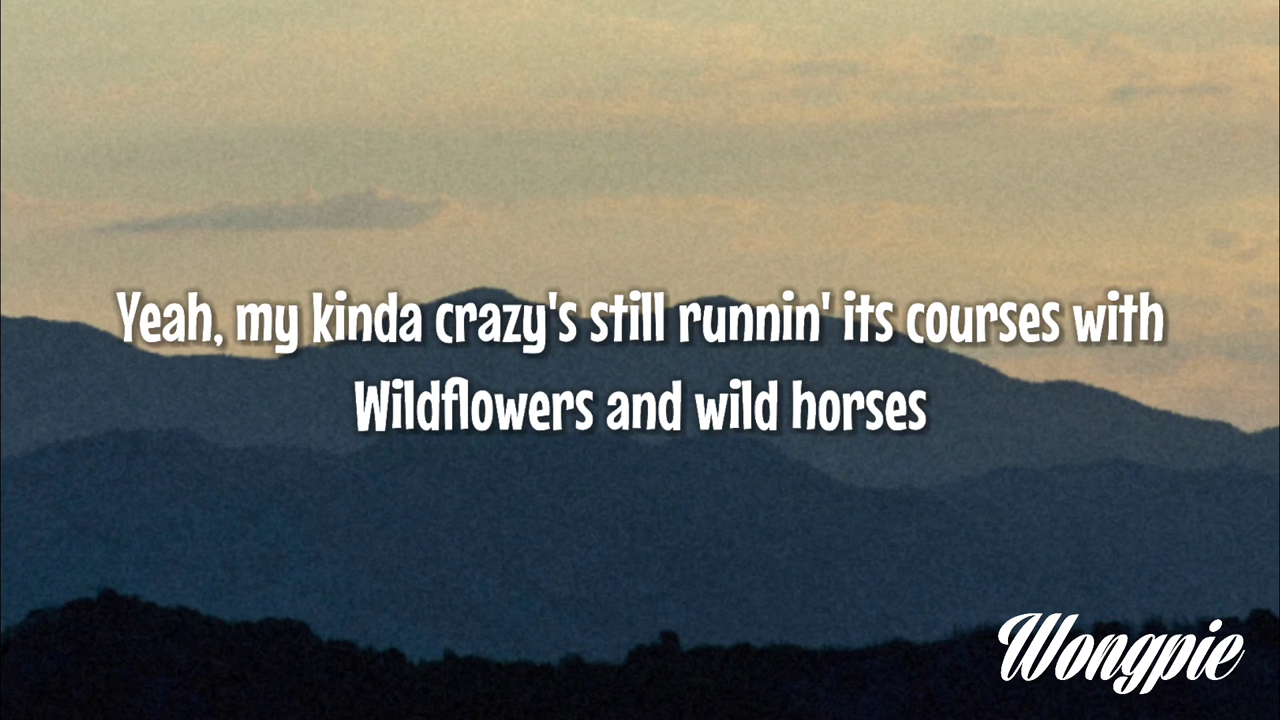 Yeah, my kinda crazy's still runnin' its courses with
Wildflowers and wild horses
Wongpie